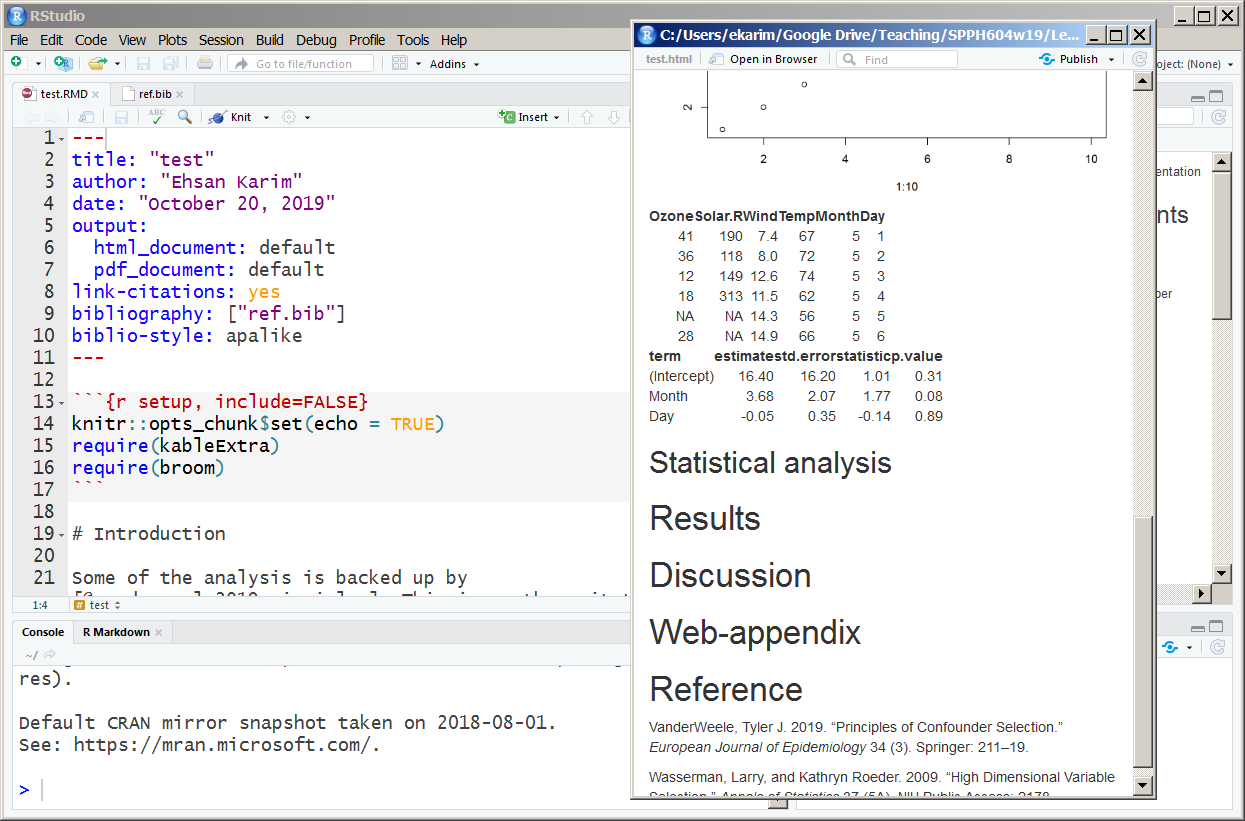 RStudio
File Edit Code View Plots Session Build Debug Profile Tools Help
Go to file/function Addins
oject: (None)
test.RMD ref.bib
ABC Knit Insert
1 ---
2 title: "test"
3 author: "Ehsan Karim"
4 date: "October 20, 2019"
5 output:
6 html_document: default
7 pdf_document: default
8 link-citations: yes
9 bibliography: ["ref.bib"]
10 biblio-style: apalike
11 ---
12
13 ```{r setup, include=FALSE}
14 knitr::opts_chunk$set(echo = TRUE)
15 require(kableExtra)
16 require(broom)
17 ```
18
19 # Introduction
20
21 Some of the analysis is backed up by
1:4 # test
Console R Markdown
~/
res).
Default CRAN mirror snapshot taken on 2018-08-01.
See: https://mran.microsoft.com/.
>
C:/Users/ekarim/Google Drive/Teaching/SPPH604w19/Le...
test.html Open in Browser Find Publish
2
2 4 6 8 10
1:10
Ozone Solar.R Wind Temp Month Day
41 190 7.4 67 5 1
36 118 8.0 72 5 2
12 149 12.6 74 5 3
18 313 11.5 62 5 4
NA NA 14.3 56 5 5
28 NA 14.9 66 5 6
term estimate std.error statistic p.value
(Intercept) 16.40 16.20 1.01 0.31
Month 3.68 2.07 1.77 0.08
Day -0.05 0.35 -0.14 0.89
Statistical analysis
Results
Discussion
Web-appendix
Reference
VanderWeele, Tyler J. 2019. “Principles of Confounder Selection.”
European Journal of Epidemiology 34 (3). Springer: 211–19.
Wasserman, Larry, and Kathryn Roeder. 2009. “High Dimensional Variable
Selection.” Annals of Statistics 37 (5A). NIH Public Access: 2178.
entation
nts
per